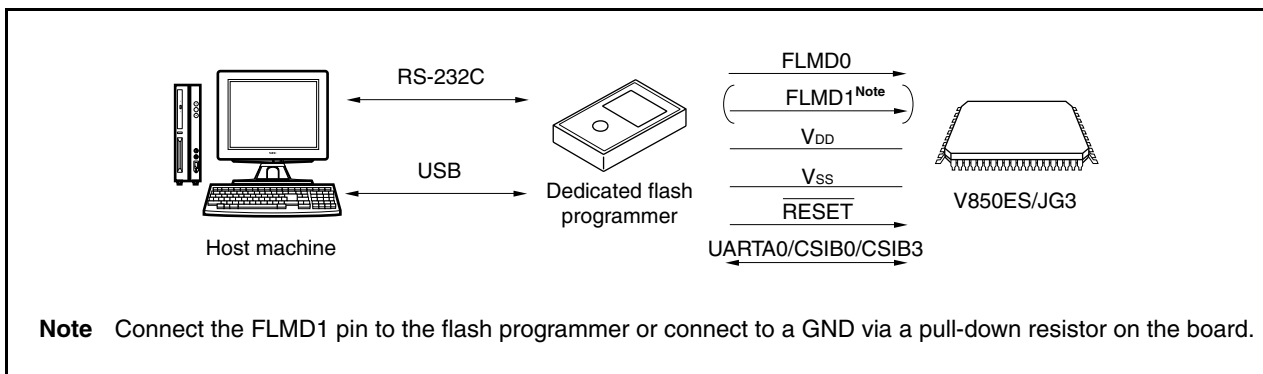 RS-232C
USB
Host machine
Dedicated flash
programmer
FLMD0
FLMD1Note
VDD
VSS
RESET
UARTA0/CSIB0/CSIB3
V850ES/JG3
Note Connect the FLMD1 pin to the flash programmer or connect to a GND via a pull-down resistor on the board.